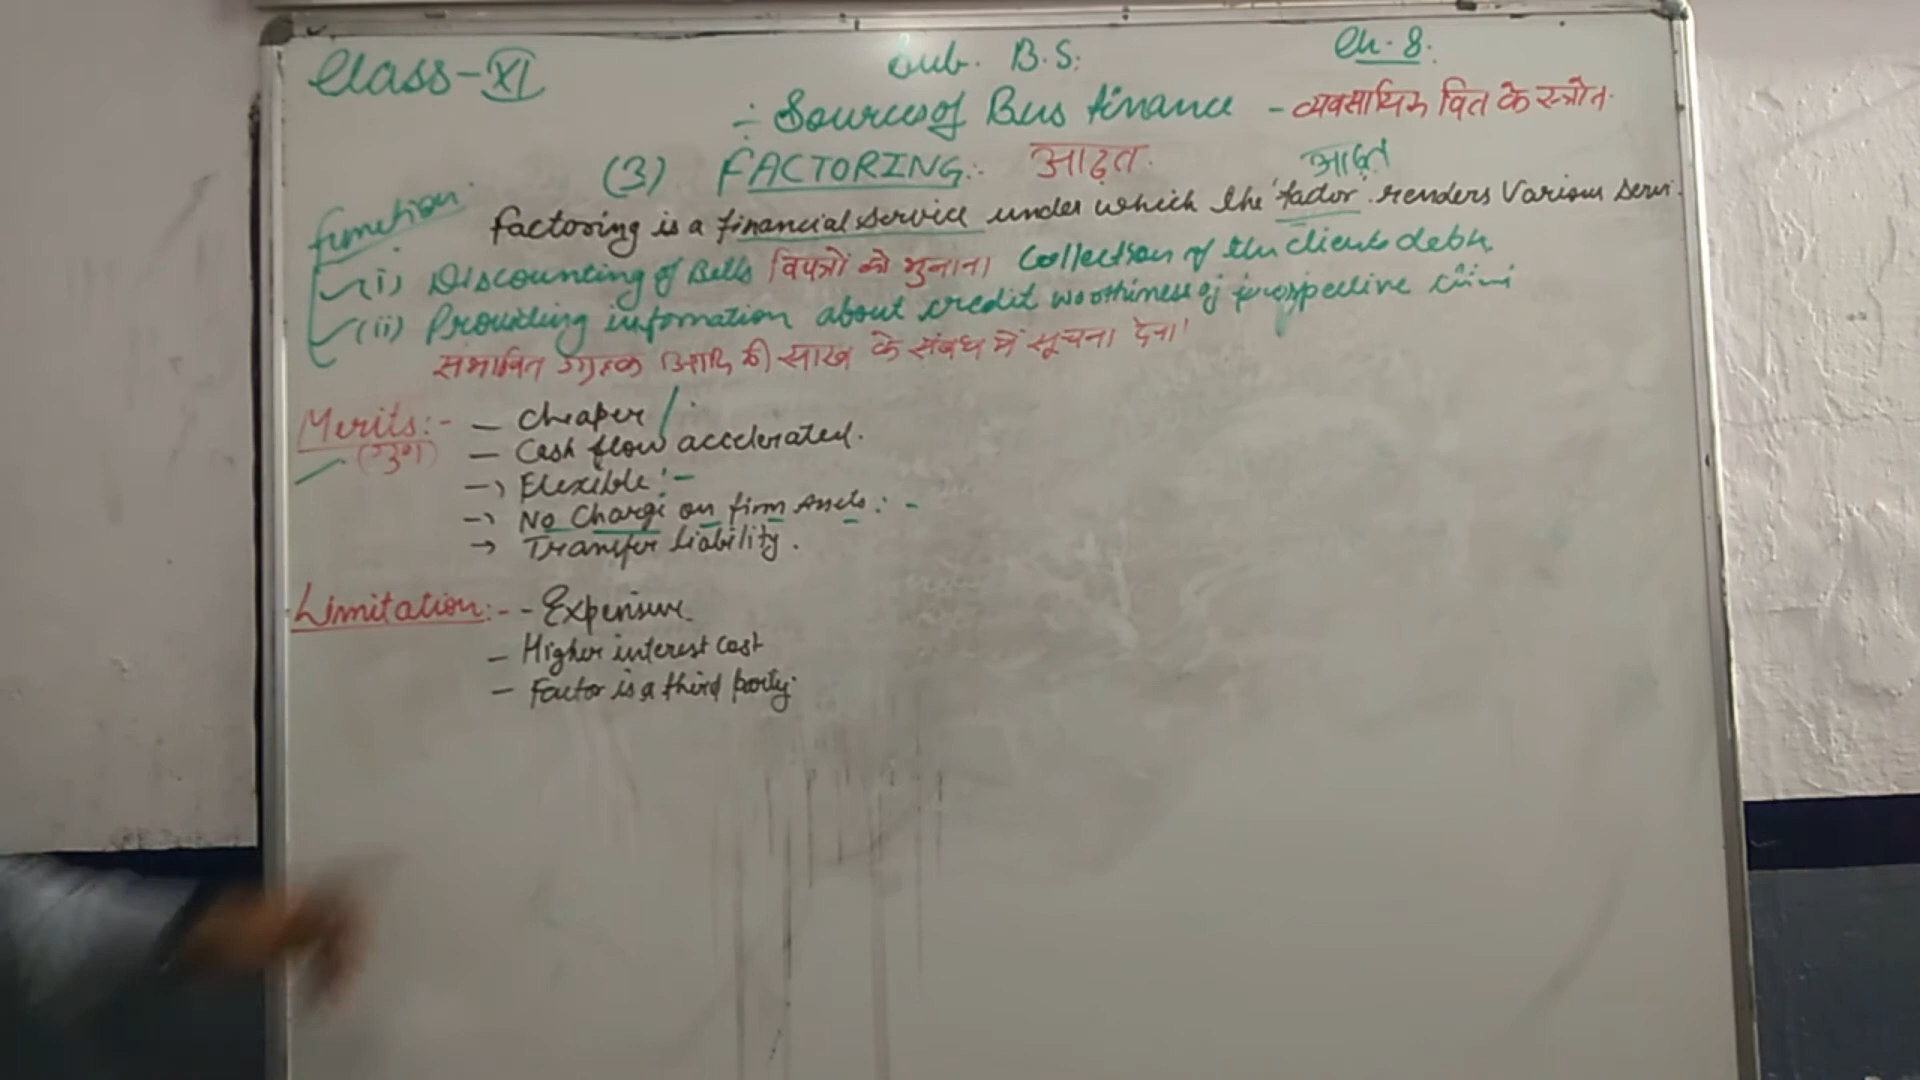 Class - XI Sub. B.S. Ch. 8.
Sources of Bus finance - व्यवसायिक वित के स्त्रोत
(3) FACTORING:- आढ़त. आढ़त
function
factoring is a financial service under which the 'factor' renders Various
(i) Discounting of Bills विपत्रों को भुनाना। Collection of the clients debts.
(ii) Providing infomation about credit worthiness of prospective
संभावित ग्राहक आदि की साख के संबंध में सूचना देना।
Merits:- — Cheaper
(गुण)
— Cash flow accelerated.
→ Flexible:-
→ No Charge on firm Assets:-
→ Transfer liability.
Limitation:- - Expensive
— Higher interest cost
— Factor is a third party.